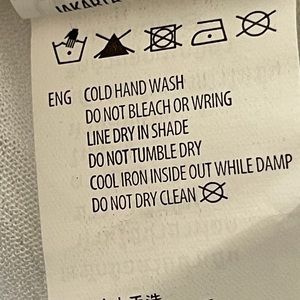 JAKARTA
ENG COLD HAND WASH
DO NOT BLEACH OR WRING
LINE DRY IN SHADE
DO NOT TUMBLE DRY
COOL IRON INSIDE OUT WHILE DAMP
DO NOT DRY CLEAN